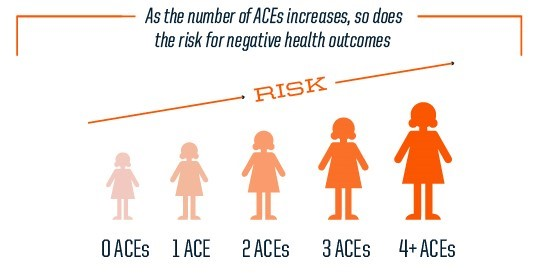 As the number of ACEs increases, so does
the risk for negative health outcomes
RISK
0 ACEs 1 ACE 2 ACEs 3 ACEs 4+ ACEs